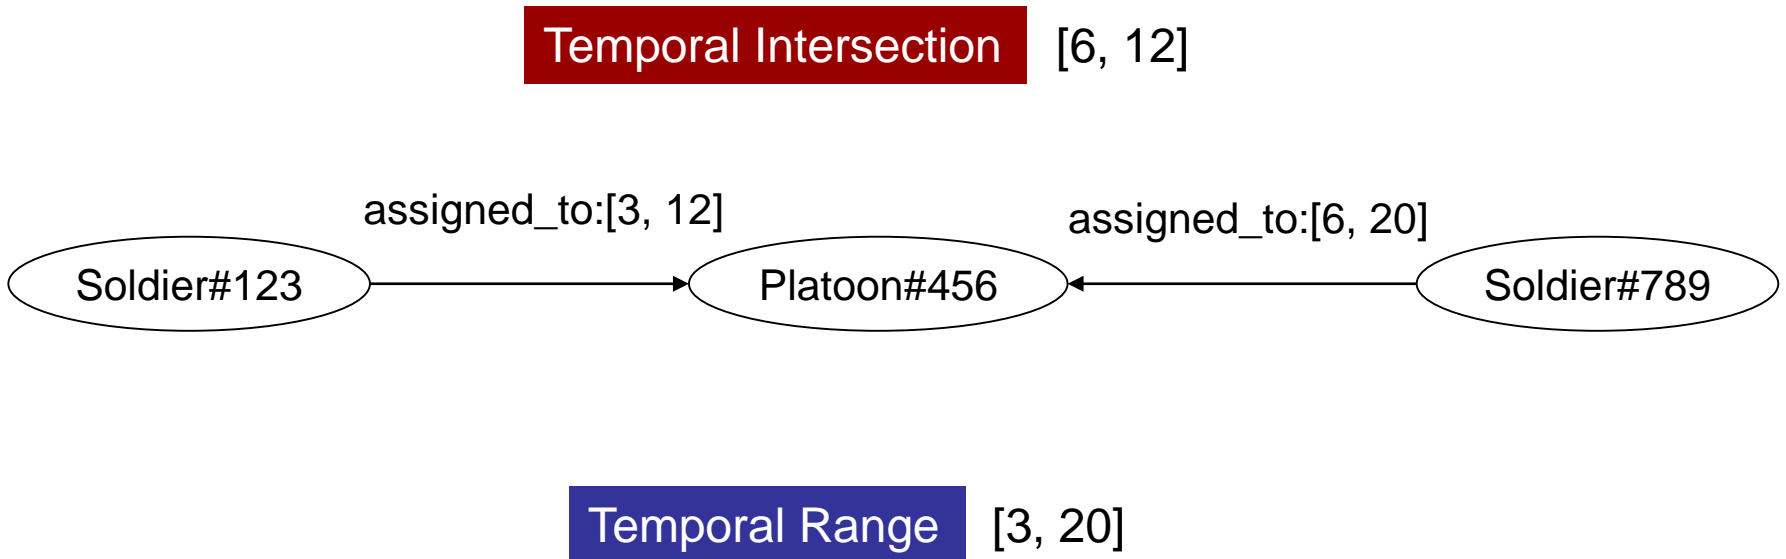 Temporal Intersection [6, 12]
assigned_to:[3, 12]
assigned_to:[6, 20]
Soldier#123
Platoon#456
Soldier#789
Temporal Range [3, 20]